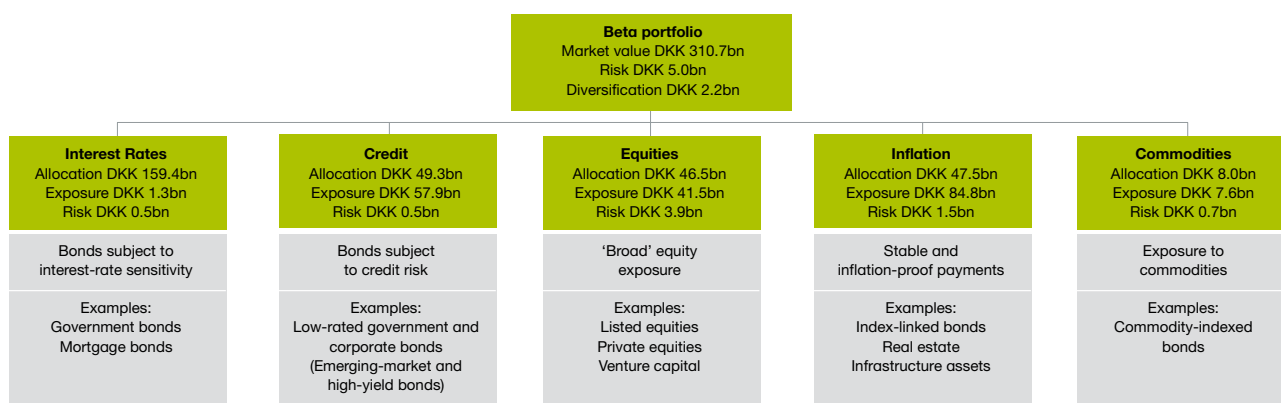 Beta portfolio
Market value DKK 310.7bn
Risk DKK 5.0bn
Diversification DKK 2.2bn
Interest Rates
Allocation DKK 159.4bn
Exposure DKK 1.3bn
Risk DKK 0.5bn
Bonds subject to
interest-rate sensitivity
Examples:
Government bonds
Mortgage bonds
Credit
Allocation DKK 49.3bn
Exposure DKK 57.9bn
Risk DKK 0.5bn
Bonds subject
to credit risk
Examples:
Low-rated government and
corporate bonds
(Emerging-market and
high-yield bonds)
Equities
Allocation DKK 46.5bn
Exposure DKK 41.5bn
Risk DKK 3.9bn
‘Broad’ equity
exposure
Examples:
Listed equities
Private equities
Venture capital
Inflation
Allocation DKK 47.5bn
Exposure DKK 84.8bn
Risk DKK 1.5bn
Stable and
inflation-proof payments
Examples:
Index-linked bonds
Real estate
Infrastructure assets
Commodities
Allocation DKK 8.0bn
Exposure DKK 7.6bn
Risk DKK 0.7bn
Exposure to
commodities
Examples:
Commodity-indexed
bonds